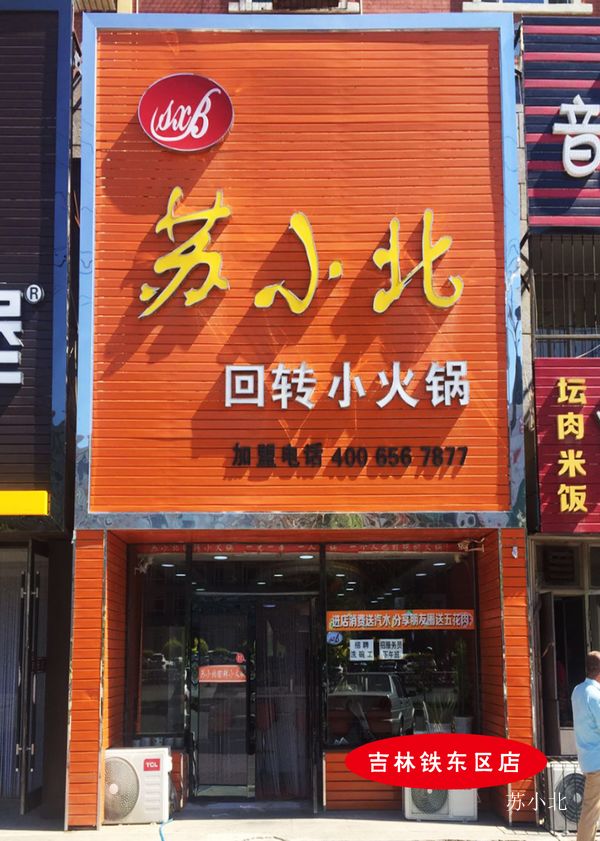 sxB
苏小北
回转小火锅
加盟电话 400 656 7877
®
音
坛肉米饭
进店消费送汽水,分享朋友圈送五花肉
招聘
洗碗工
招服务员
下午班
TCL
吉林铁东区店
苏小北